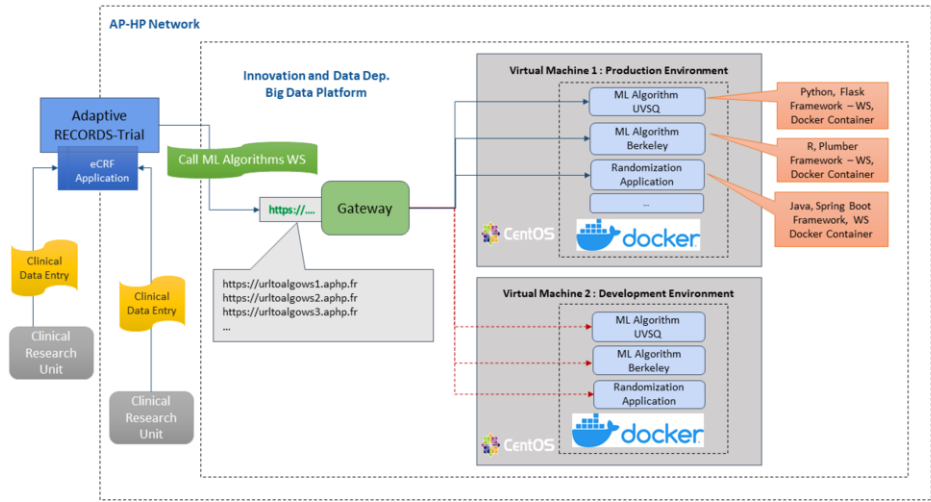 AP-HP Network
Innovation and Data Dep.
Big Data Platform
Adaptive
RECORDS-Trial
eCRF
Application
Call ML Algorithms WS
https://....
Gateway
https://urltoalgows1.aphp.fr
https://urltoalgows2.aphp.fr
https://urltoalgows3.aphp.fr
...
Clinical
Data Entry
Clinical
Data Entry
Clinical
Research
Unit
Clinical
Research
Unit
Virtual Machine 1 : Production Environment
ML Algorithm
UVSQ
ML Algorithm
Berkeley
Randomization
Application
...
CentOS
docker
Python, Flask
Framework – WS,
Docker Container
R, Plumber
Framework – WS,
Docker Container
Java, Spring Boot
Framework, WS
Docker Container
Virtual Machine 2 : Development Environment
ML Algorithm
UVSQ
ML Algorithm
Berkeley
Randomization
Application
CentOS
docker